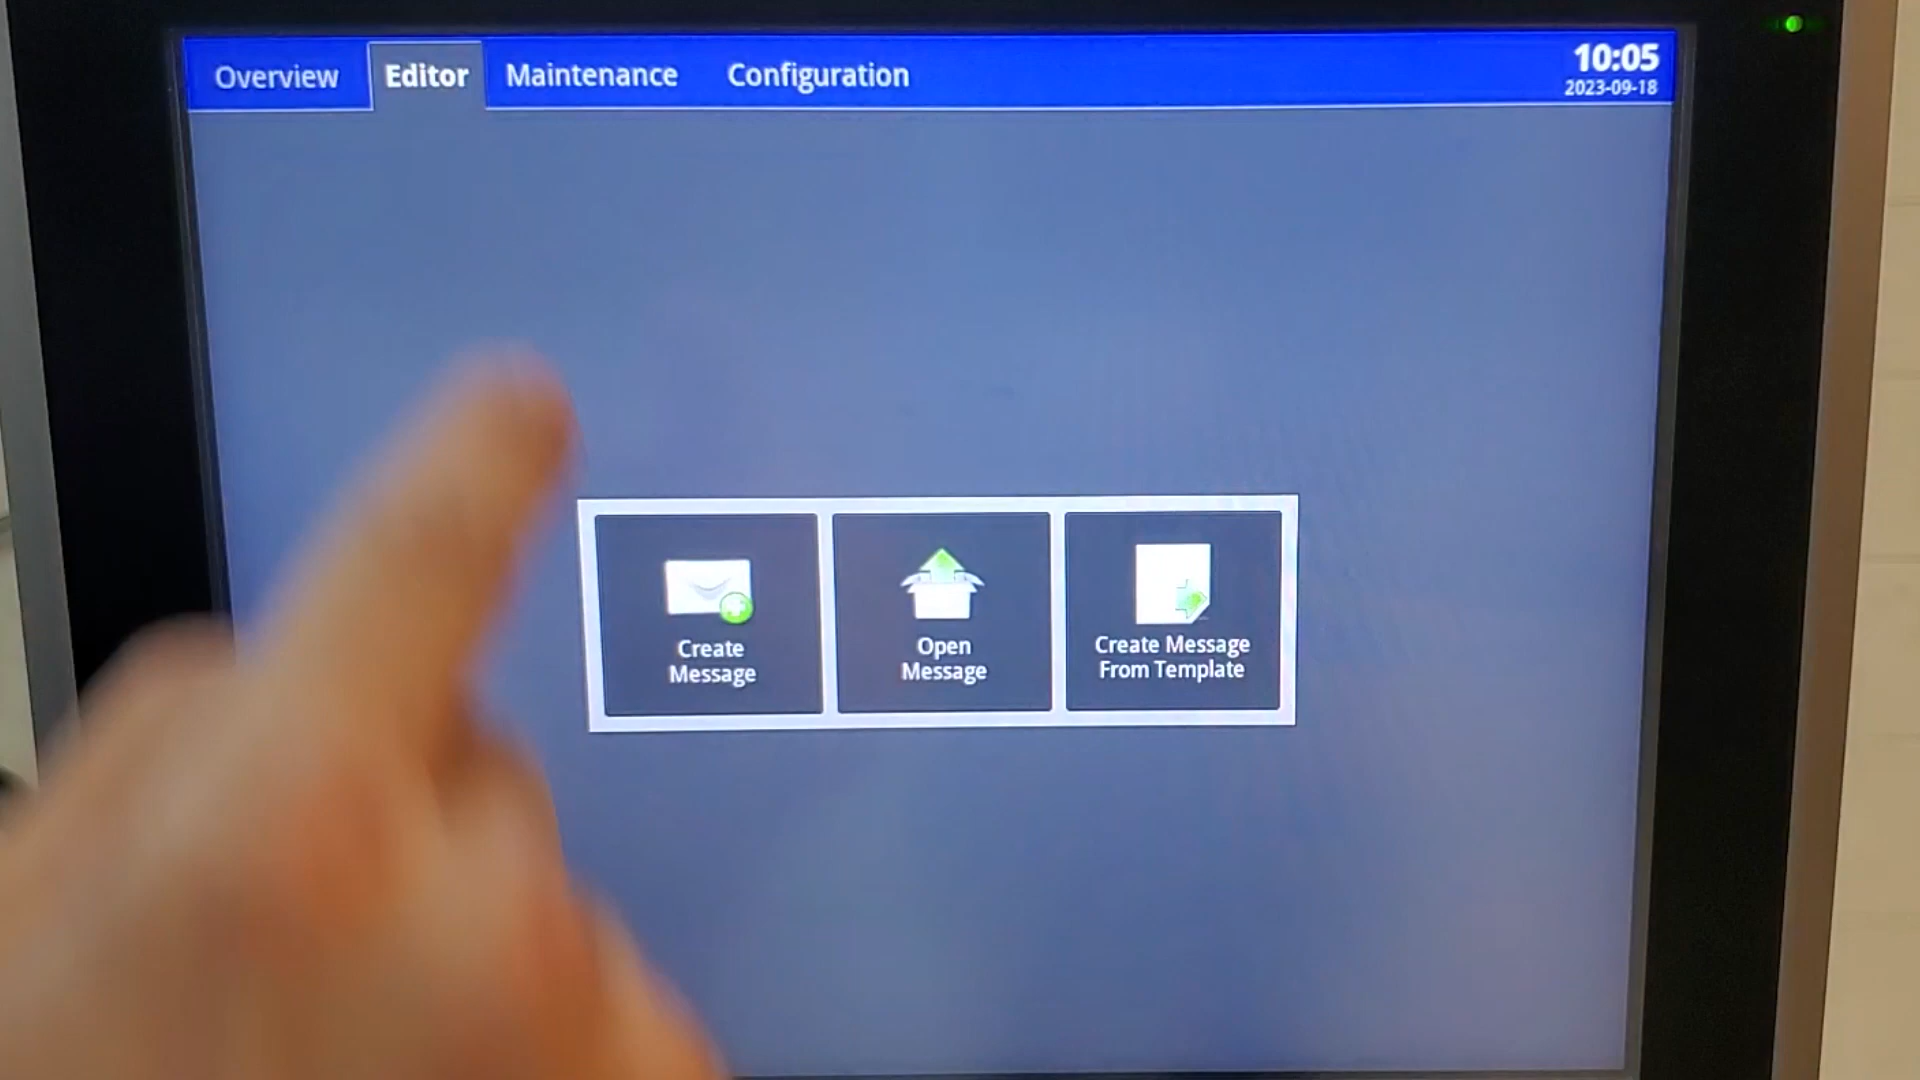 Overview Editor Maintenance Configuration
10:05
2023-09-18
Create
Message
Open
Message
Create Message
From Template